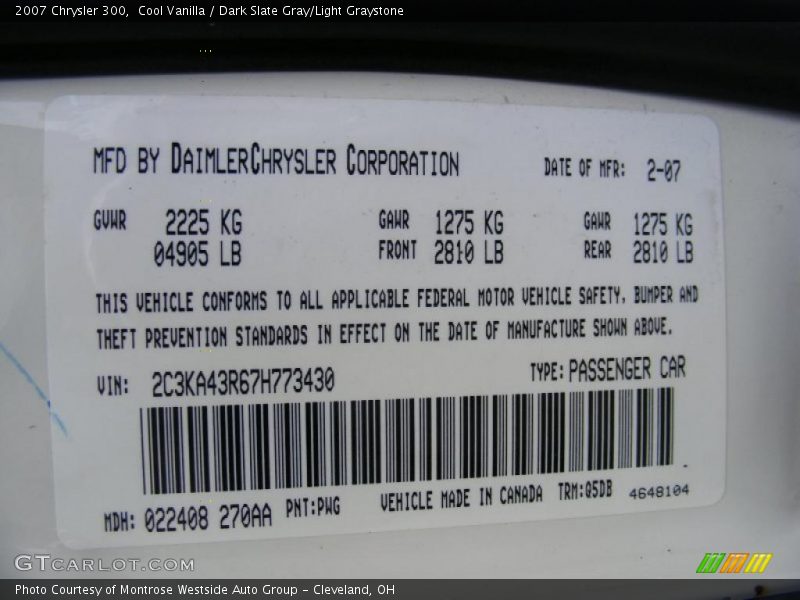 2007 Chrysler 300,  Cool Vanilla / Dark Slate Gray/Light Graystone
MFD BY DAIMLERCHRYSLER CORPORATION DATE OF MFR: 2-07
GVWR 2225 KG GAWR 1275 KG GAWR 1275 KG
04905 LB FRONT 2810 LB REAR 2810 LB
THIS VEHICLE CONFORMS TO ALL APPLICABLE FEDERAL MOTOR VEHICLE SAFETY, BUMPER AND
THEFT PREVENTION STANDARDS IN EFFECT ON THE DATE OF MANUFACTURE SHOWN ABOVE.
VIN: 2C3KA43R67H773430 TYPE: PASSENGER CAR
MDH: 022408 270AA PNT:PWG VEHICLE MADE IN CANADA TRM:Q5DB 4648104
GTCARLOT.COM
Photo Courtesy of Montrose Westside Auto Group – Cleveland, OH